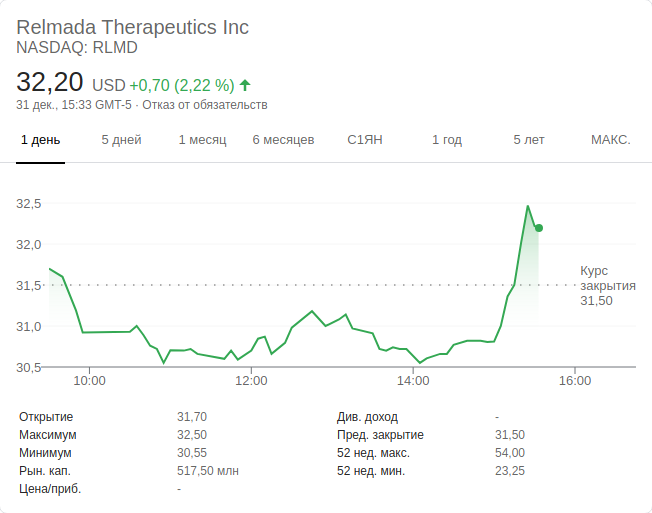 Relmada Therapeutics Inc
NASDAQ: RLMD
32,20 USD +0,70 (2,22 %)
31 дек., 15:33 GMT-5 · Отказ от обязательств
1 день 5 дней 1 месяц 6 месяцев С1ЯН 1 год 5 лет МАКС.
32,5
32,0
31,5
31,0
30,5
Курс
закрытия
31,50
10:00 12:00 14:00 16:00
Открытие 31,70 Див. доход -
Максимум 32,50 Пред. закрытие 31,50
Минимум 30,55 52 нед. макс. 54,00
Рын. кап. 517,50 млн 52 нед. мин. 23,25
Цена/приб. -